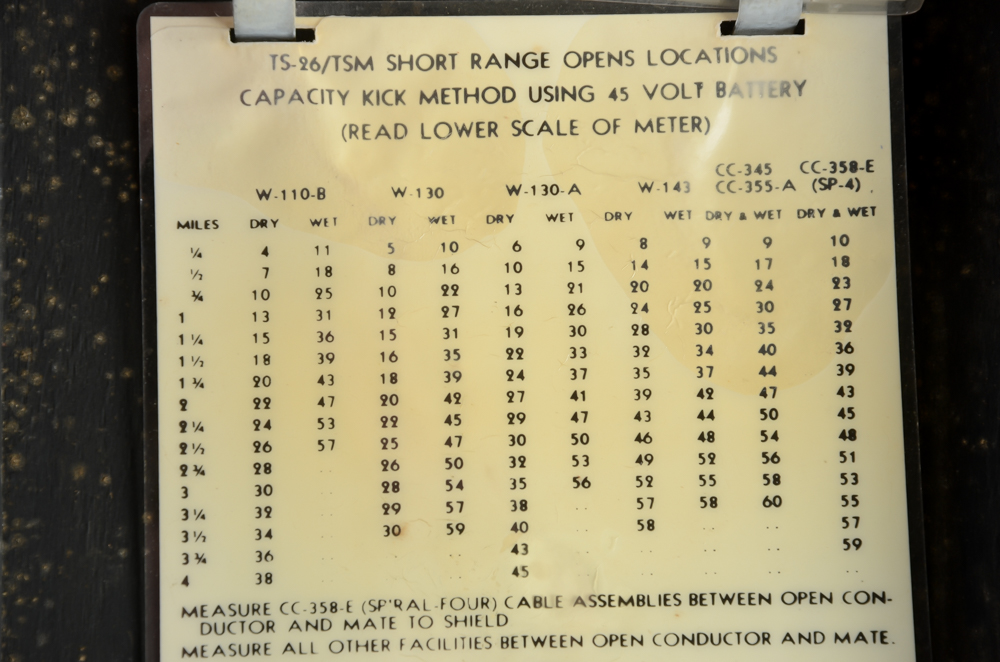 TS-26/TSM SHORT RANGE OPENS LOCATIONS
CAPACITY KICK METHOD USING 45 VOLT BATTERY
(READ LOWER SCALE OF METER)
CC-345 CC-358-E
W-110-B W-130 W-130-A W-143 CC-355-A (SP-4)
MILES DRY WET DRY WET DRY WET DRY WET DRY & WET DRY & WET
¼ 4 11 5 10 6 9 8 9 9 10
½ 7 18 8 16 10 15 14 15 17 18
¾ 10 25 10 22 13 21 20 20 24 23
1 13 31 12 27 16 26 24 25 30 27
1 ¼ 15 36 15 31 19 30 28 30 35 32
1 ½ 18 39 16 35 22 33 32 34 40 36
1 ¾ 20 43 18 39 24 37 35 37 44 39
2 22 47 20 42 27 41 39 42 47 43
2 ¼ 24 53 22 45 29 47 43 44 50 45
2 ½ 26 57 25 47 30 50 46 48 54 48
2 ¾ 28 .. 26 50 32 53 49 52 56 51
3 30 .. 28 54 35 56 52 55 58 53
3 ¼ 32 .. 29 57 38 .. 57 58 60 55
3 ½ 34 .. 30 59 40 .. 58 .. .. 57
3 ¾ 36 .. .. .. 43 .. .. .. .. 59
4 38 .. .. .. 45 .. .. .. .. ..
MEASURE CC-358-E (SPIRAL-FOUR) CABLE ASSEMBLIES BETWEEN OPEN CON-
DUCTOR AND MATE TO SHIELD
MEASURE ALL OTHER FACILITIES BETWEEN OPEN CONDUCTOR AND MATE.